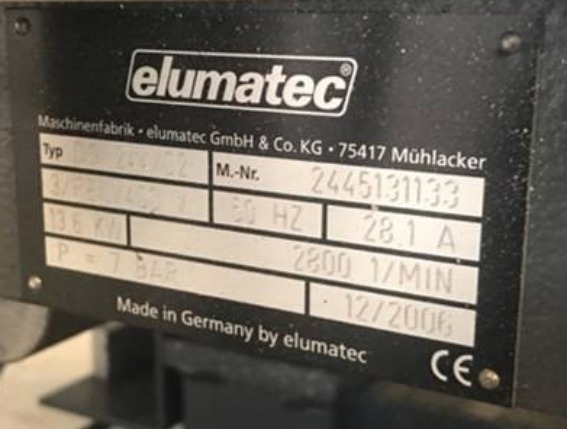 elumatec®
Maschinenfabrik • elumatec GmbH & Co. KG • 75417 Mühlacker
Typ M.-Nr. 2445131133
HZ 28.1 A
13.6 KW 2800 1/MIN
P = 7 BAR 12/2006
Made in Germany by elumatec CE